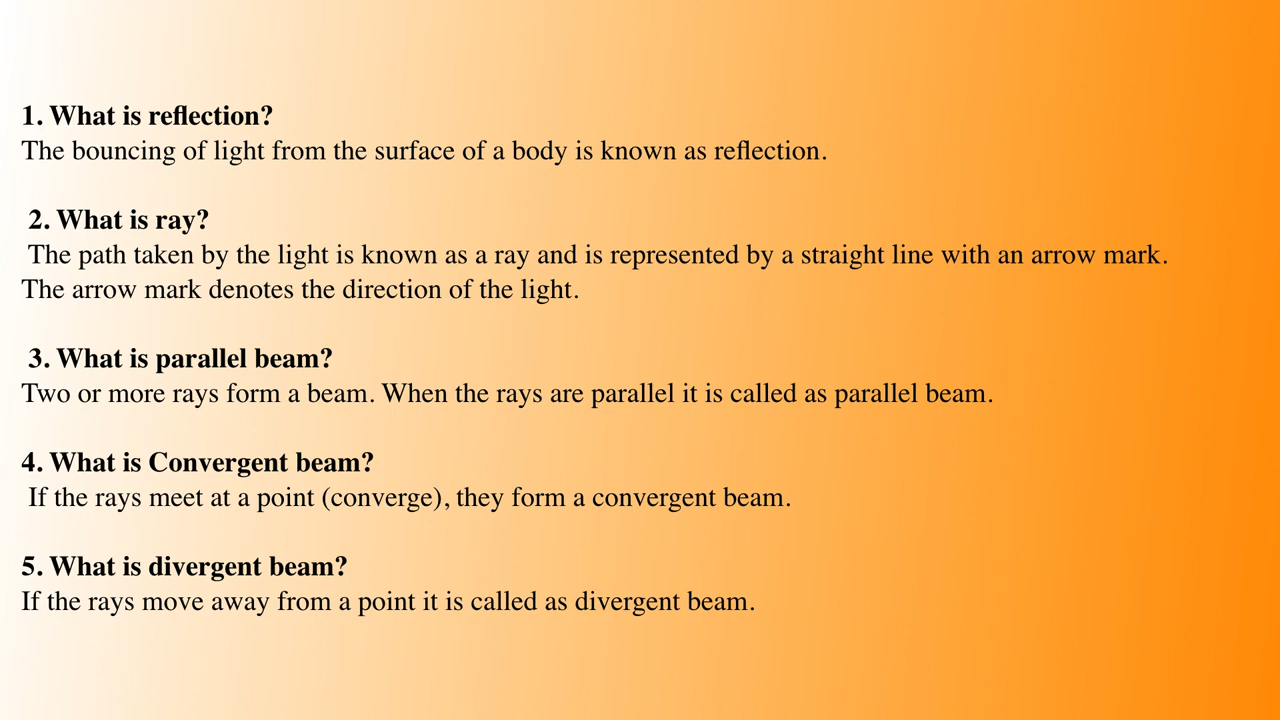 1. What is reflection?
The bouncing of light from the surface of a body is known as reflection.
2. What is ray?
The path taken by the light is known as a ray and is represented by a straight line with an arrow mark.
The arrow mark denotes the direction of the light.
3. What is parallel beam?
Two or more rays form a beam. When the rays are parallel it is called as parallel beam.
4. What is Convergent beam?
If the rays meet at a point (converge), they form a convergent beam.
5. What is divergent beam?
If the rays move away from a point it is called as divergent beam.